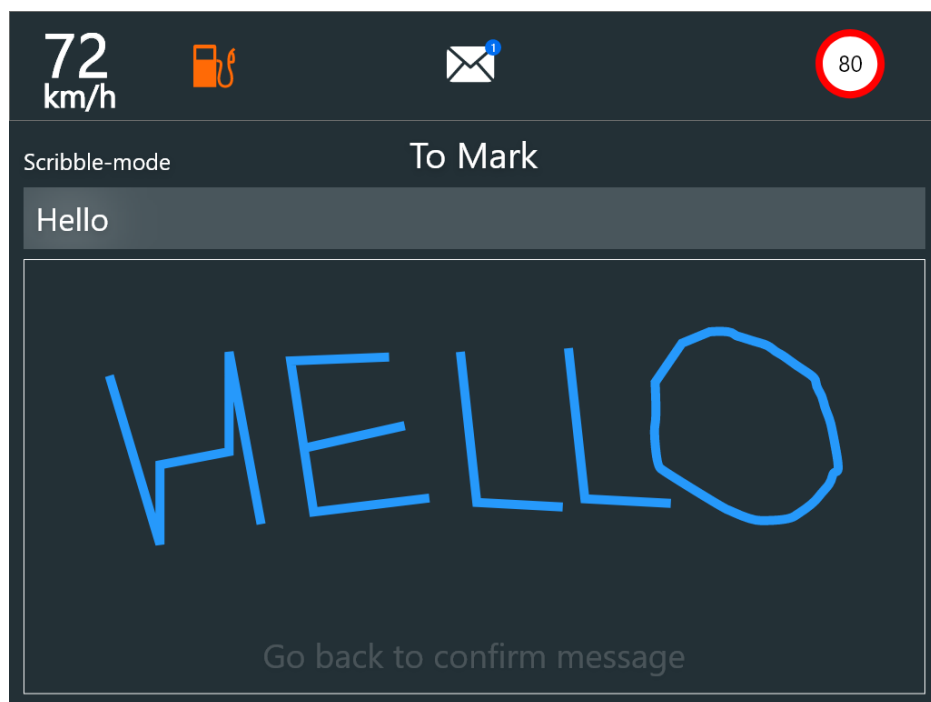 72
km/h
1
80
Scribble-mode
To Mark
Hello
HELLO
Go back to confirm message